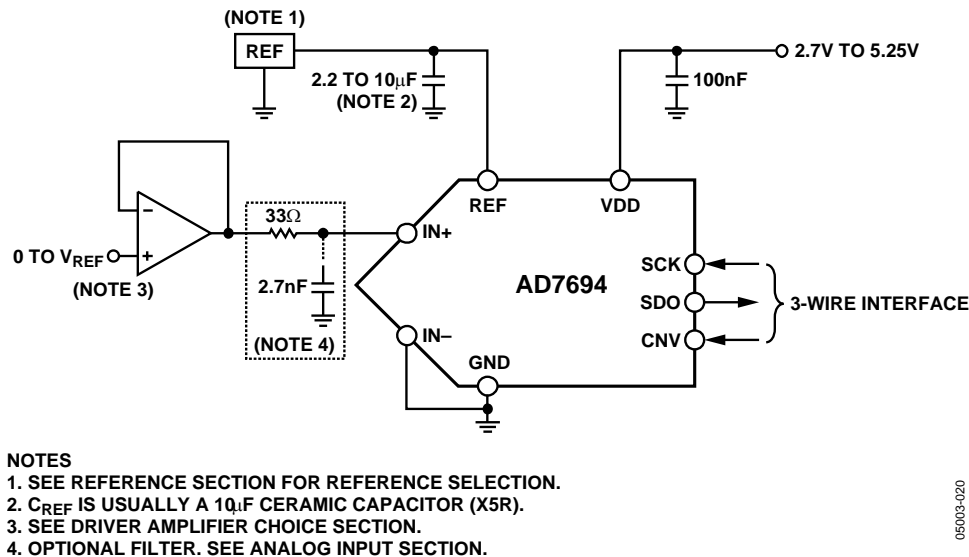 (NOTE 1)
REF
2.2 TO 10µF
(NOTE 2)
100nF
2.7V TO 5.25V
REF
VDD
33Ω
IN+
–
+
0 TO VREF
(NOTE 3)
2.7nF
(NOTE 4)
AD7694
SCK
SDO
CNV
3-WIRE INTERFACE
IN–
GND
NOTES
1. SEE REFERENCE SECTION FOR REFERENCE SELECTION.
2. CREF IS USUALLY A 10µF CERAMIC CAPACITOR (X5R).
3. SEE DRIVER AMPLIFIER CHOICE SECTION.
4. OPTIONAL FILTER. SEE ANALOG INPUT SECTION.
05003-020